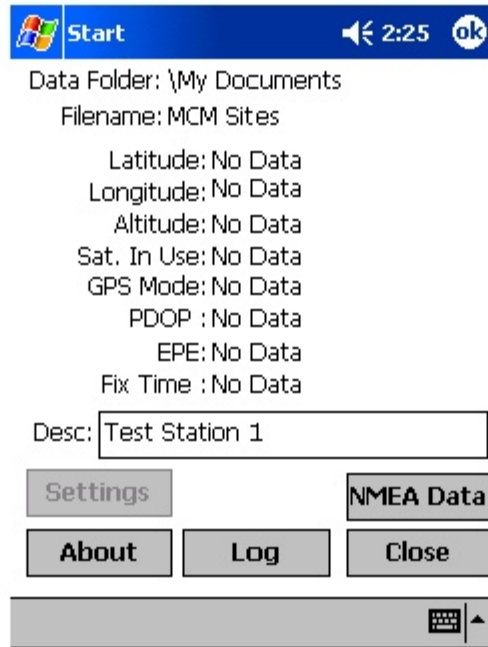 Start 2:25 ok
Data Folder: \My Documents
Filename: MCM Sites
Latitude: No Data
Longitude: No Data
Altitude: No Data
Sat. In Use: No Data
GPS Mode: No Data
PDOP : No Data
EPE: No Data
Fix Time : No Data
Desc: Test Station 1
Settings NMEA Data
About Log Close